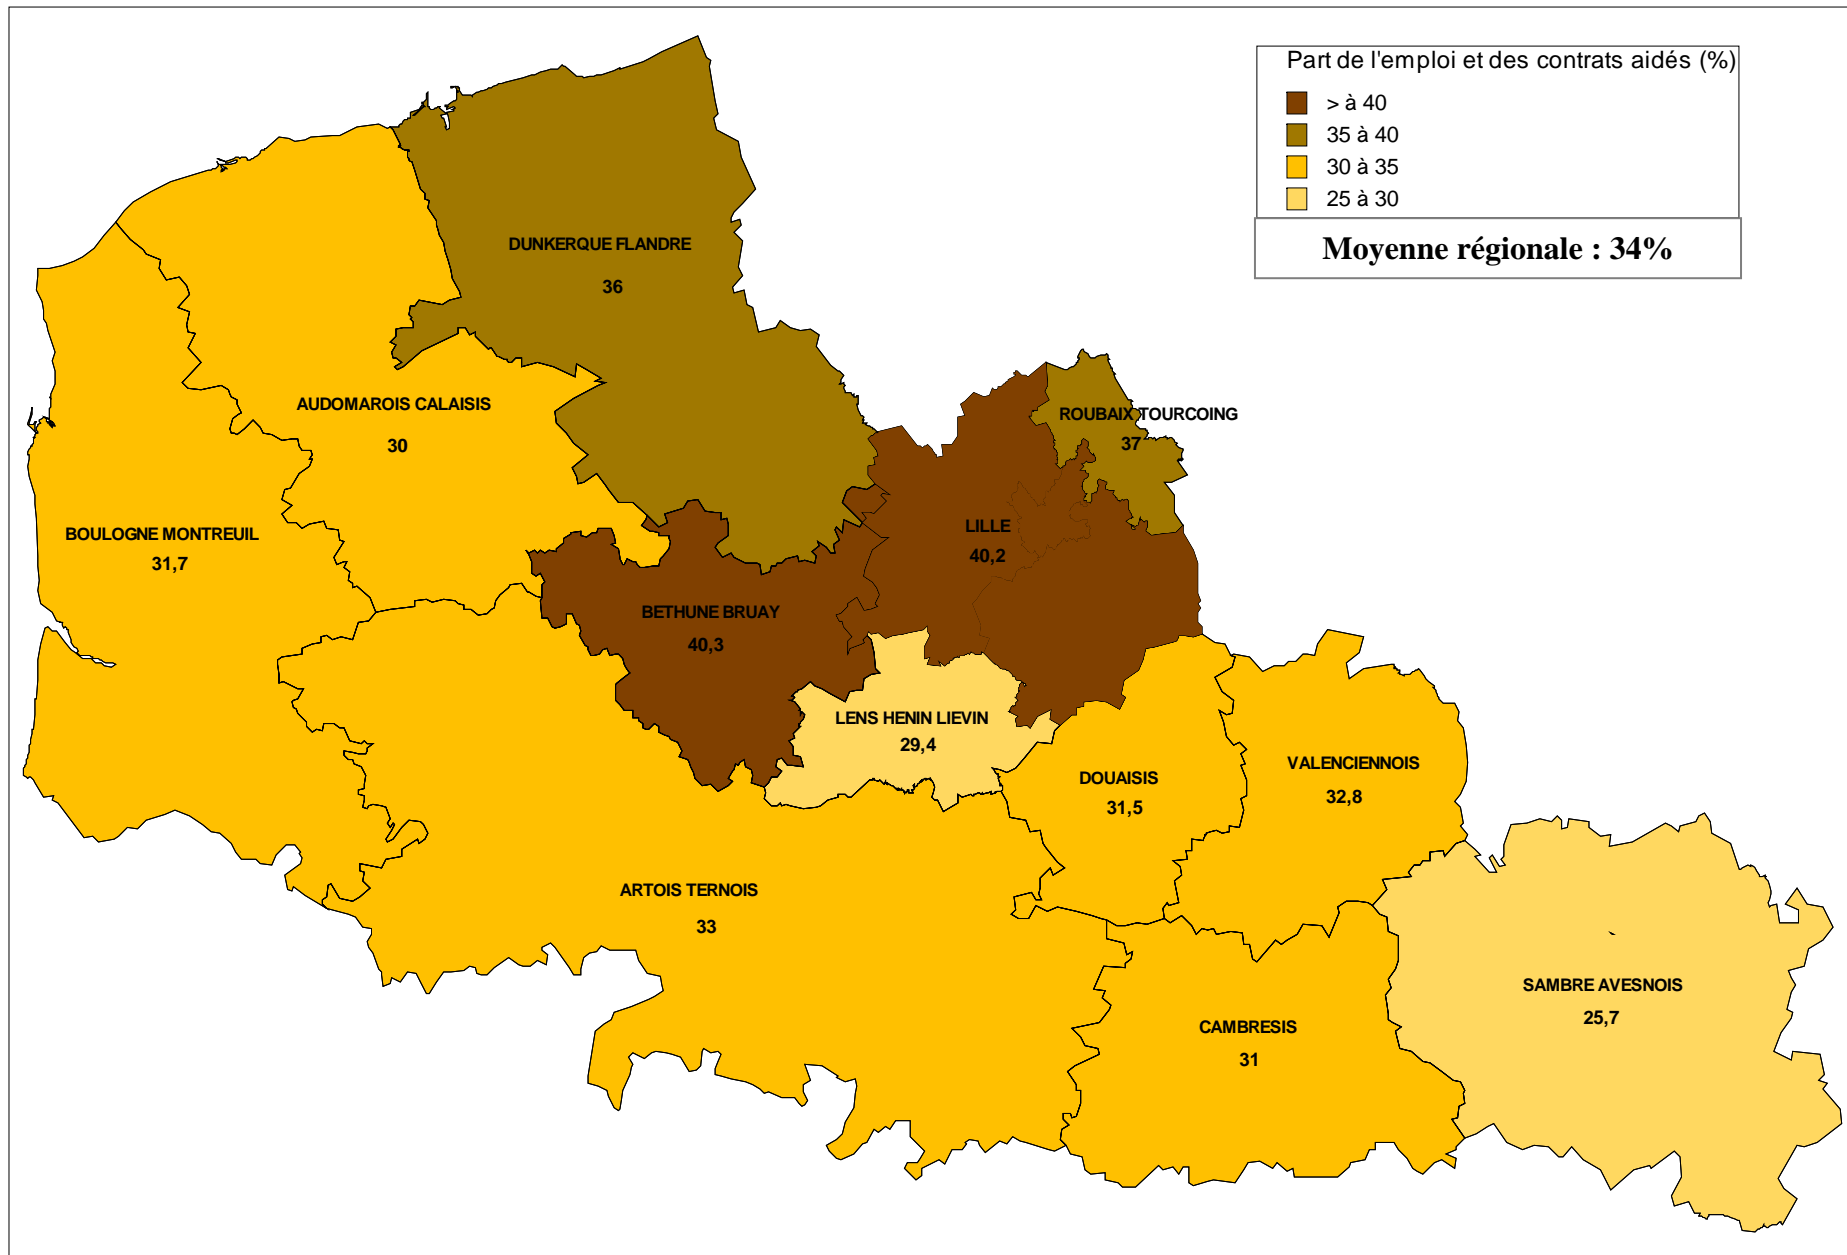 Part de l'emploi et des contrats aidés (%)
> à 40
35 à 40
30 à 35
25 à 30
Moyenne régionale : 34%
DUNKERQUE FLANDRE
36
AUDOMAROIS CALAISIS
30
ROUBAIX TOURCOING
37
BOULOGNE MONTREUIL
31,7
LILLE
40,2
BETHUNE BRUAY
40,3
LENS HENIN LIEVIN
29,4
DOUAISIS
31,5
VALENCIENNOIS
32,8
ARTOIS TERNOIS
33
SAMBRE AVESNOIS
25,7
CAMBRESIS
31